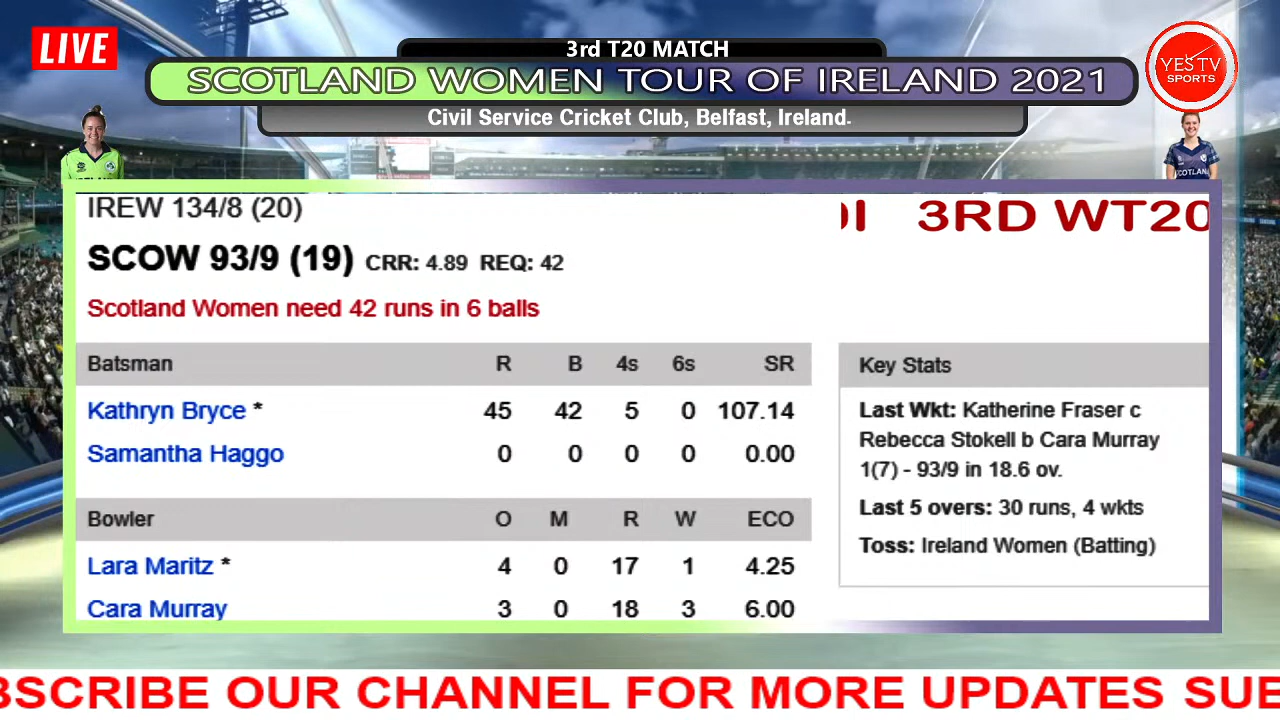 LIVE
3rd T20 MATCH
SCOTLAND WOMEN TOUR OF IRELAND 2021
YES TV
SPORTS
Civil Service Cricket Club, Belfast, Ireland.
SCOTLAND
IREW 134/8 (20)
3RD WT20
SCOW 93/9 (19) CRR: 4.89 REQ: 42
Scotland Women need 42 runs in 6 balls
Batsman R B 4s 6s SR
Kathryn Bryce * 45 42 5 0 107.14
Samantha Haggo 0 0 0 0 0.00
Bowler O M R W ECO
Lara Maritz * 4 0 17 1 4.25
Cara Murray 3 0 18 3 6.00
Key Stats
Last Wkt: Katherine Fraser c
Rebecca Stokell b Cara Murray
1(7) - 93/9 in 18.6 ov.
Last 5 overs: 30 runs, 4 wkts
Toss: Ireland Women (Batting)
BSCRIBE OUR CHANNEL FOR MORE UPDATES SUB